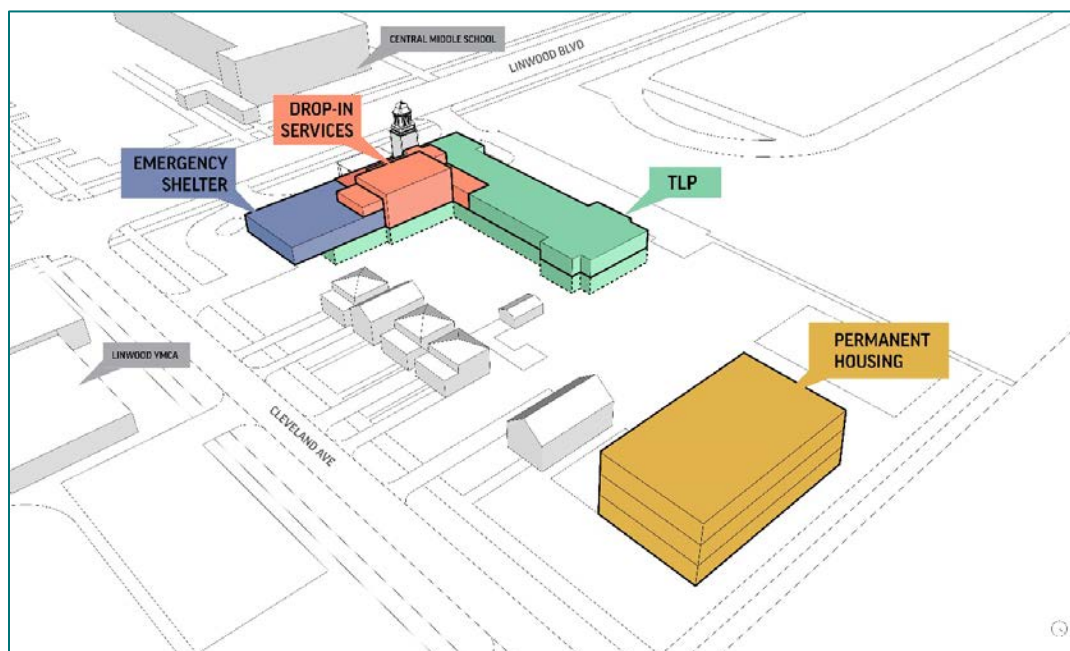 CENTRAL MIDDLE SCHOOL
LINWOOD BLVD
DROP-IN
SERVICES
EMERGENCY
SHELTER
TLP
PERMANENT
HOUSING
LINWOOD YMCA
CLEVELAND AVE